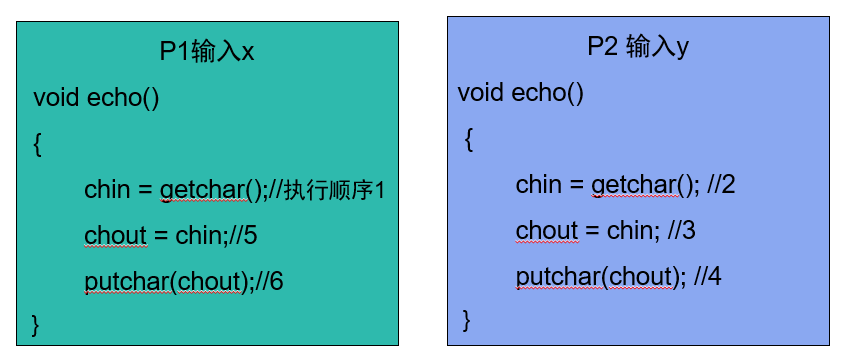 P1输入x
void echo()
{
chin = getchar();//执行顺序1
chout = chin;//5
putchar(chout);//6
}
P2 输入y
void echo()
{
chin = getchar(); //2
chout = chin; //3
putchar(chout); //4
}